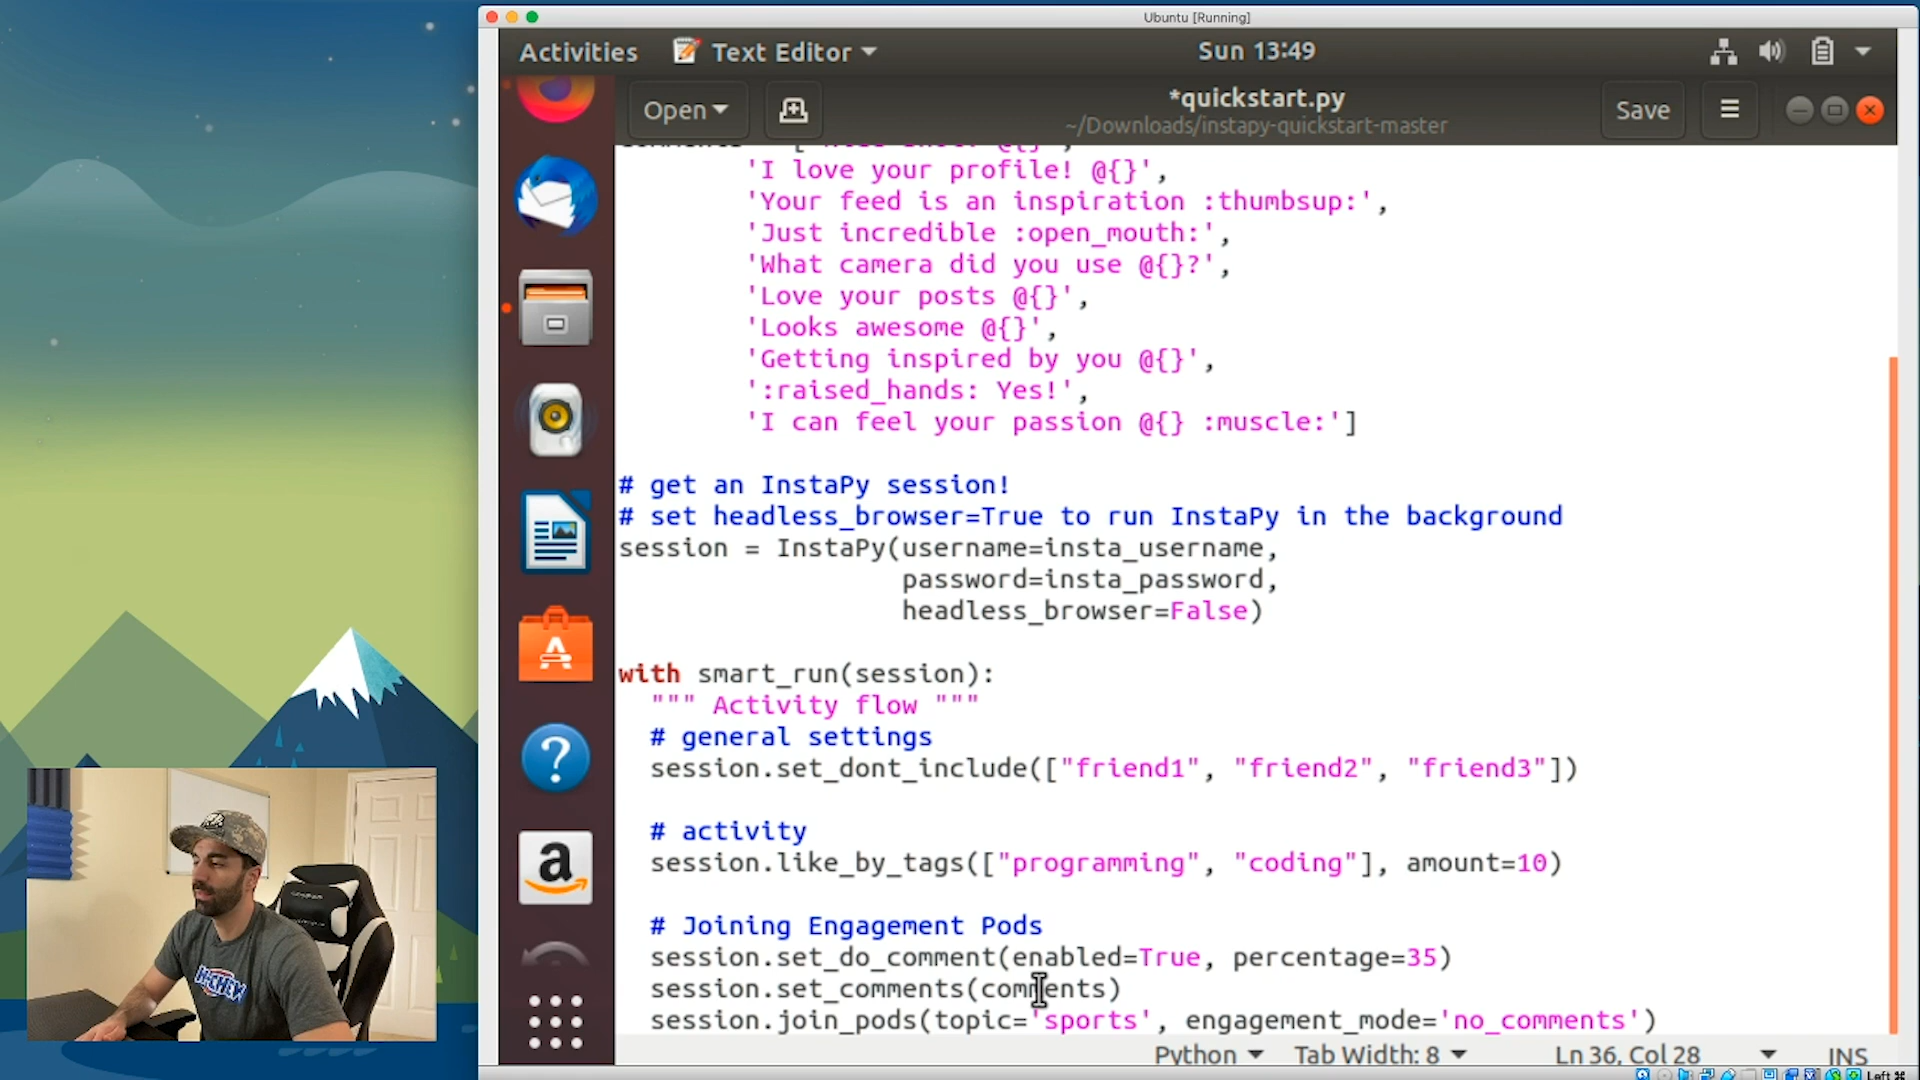 Ubuntu [Running]
Activities
Text Editor
Sun 13:49
Open
*quickstart.py
~/Downloads/instapy-quickstart-master
Save
'I love your profile! @{}',
'Your feed is an inspiration :thumbsup:',
'Just incredible :open_mouth:',
'What camera did you use @{}?',
'Love your posts @{}',
'Looks awesome @{}',
'Getting inspired by you @{}',
':raised_hands: Yes!',
'I can feel your passion @{} :muscle:']
# get an InstaPy session!
# set headless_browser=True to run InstaPy in the background
session = InstaPy(username=insta_username,
password=insta_password,
headless_browser=False)
with smart_run(session):
""" Activity flow """
# general settings
session.set_dont_include(["friend1", "friend2", "friend3"])
# activity
session.like_by_tags(["programming", "coding"], amount=10)
# Joining Engagement Pods
session.set_do_comment(enabled=True, percentage=35)
session.set_comments(comments)
session.join_pods(topic='sports', engagement_mode='no_comments')
Python
Tab Width: 8
Ln 36, Col 28
INS
Left ⌘